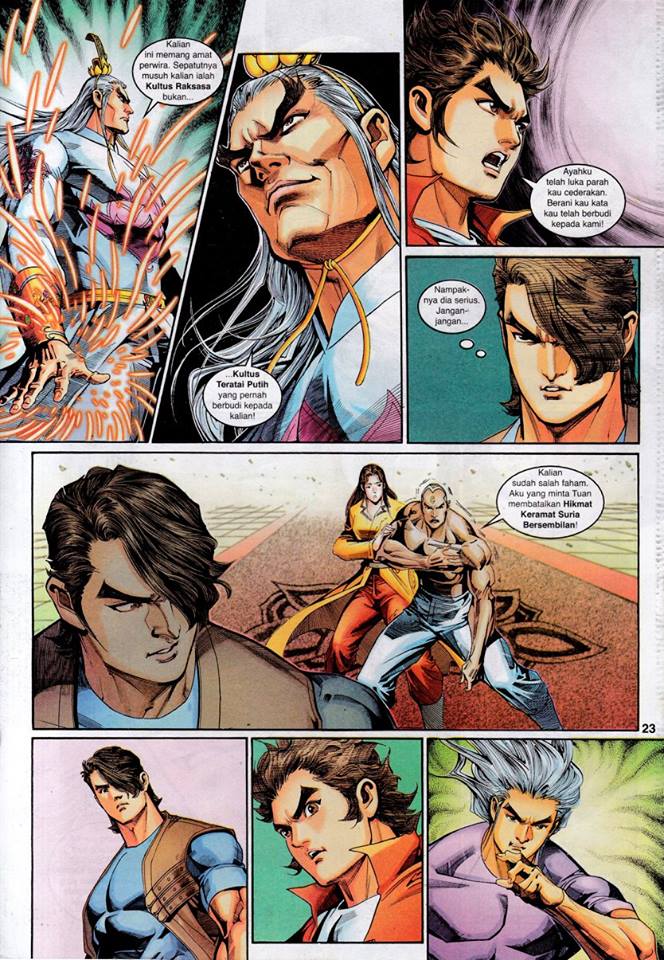 Kalian
ini memang amat
perwira. Sepatutnya
musuh kalian ialah
Kultus Raksasa
bukan...
...Kultus
Teratai Putih
yang pernah
berbudi kepada
kalian!
Ayahku
telah luka parah
kau cederakan.
Berani kau kata
kau telah berbudi
kepada kami!
Nampak-
nya dia serius.
Jangan-
jangan...
Kalian
sudah salah faham.
Aku yang minta Tuan
membatalkan Hikmat
Keramat Suria
Bersembilan!
23